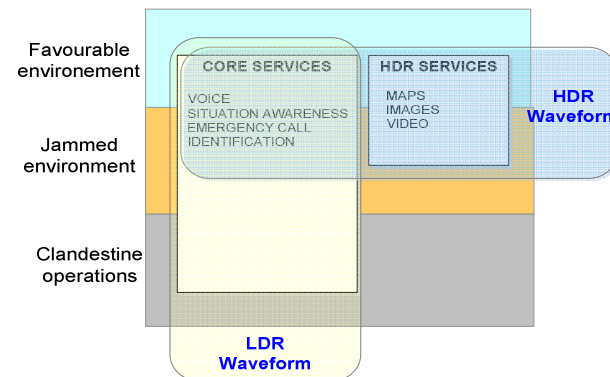 Favourable
environement
CORE SERVICES
VOICE
SITUATION AWARENESS
EMERGENCY CALL
IDENTIFICATION
HDR SERVICES
MAPS
IMAGES
VIDEO
HDR
Waveform
Jammed
environment
Clandestine
operations
LDR
Waveform